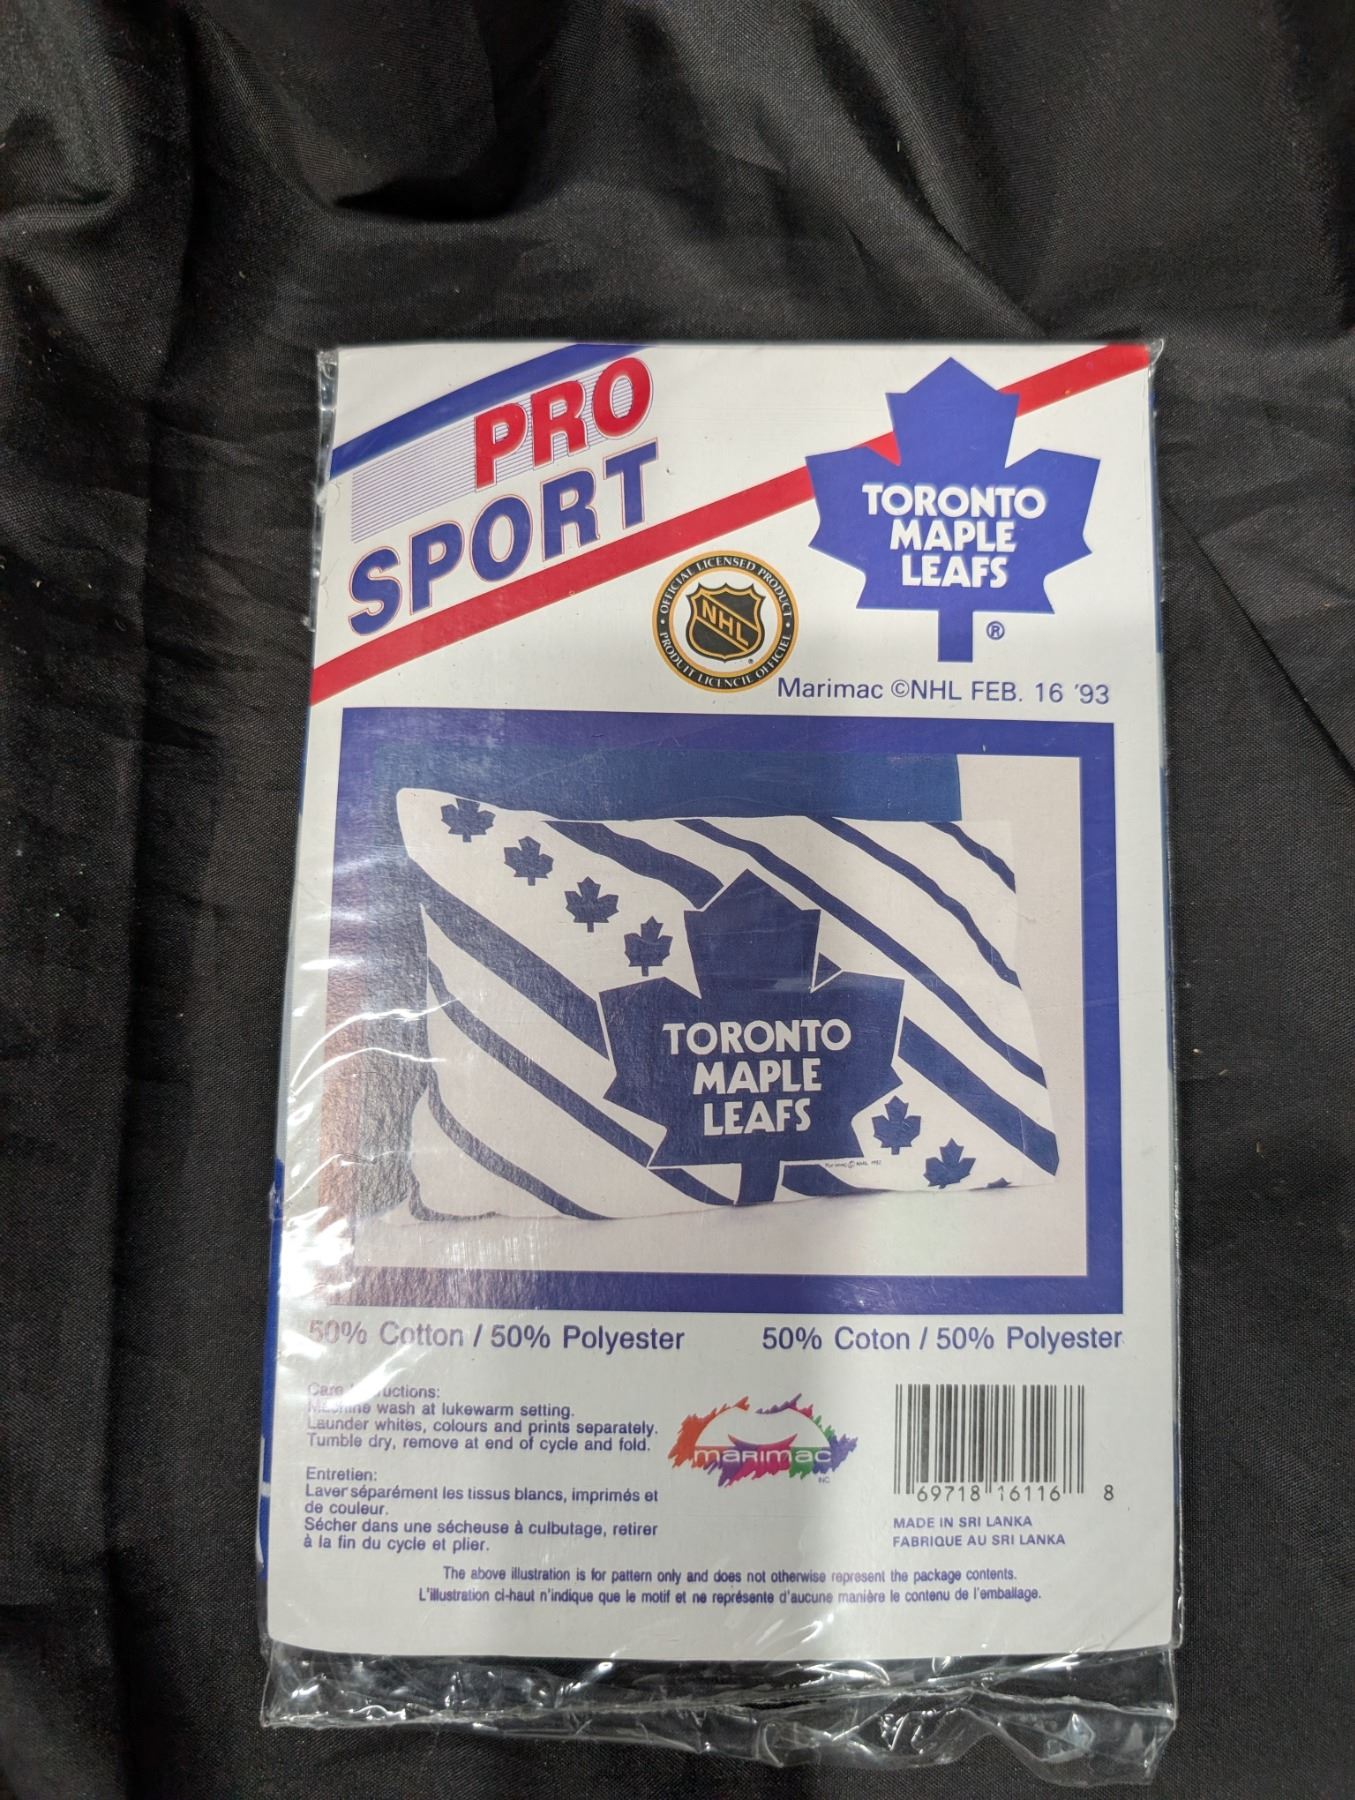 PRO
SPORT
TORONTO
MAPLE
LEAFS
®
OFFICIAL LICENSED PRODUCT
NHL
PRODUIT LICENCIE OFFICIEL
Marimac ©NHL FEB. 16 '93
TORONTO
MAPLE
LEAFS
50% Cotton / 50% Polyester
50% Coton / 50% Polyester
Care
Machine wash at lukewarm setting.
Launder whites, colours and prints separately.
Tumble dry, remove at end of cycle and fold.
Entretien:
Laver séparément les tissus blancs, imprimés et
de couleur.
Sécher dans une sécheuse à culbutage, retirer
à la fin du cycle et plier.
marimac
INC
69718 16116 8
MADE IN SRI LANKA
FABRIQUE AU SRI LANKA
The above illustration is for pattern only and does not otherwise represent the package contents.
L'illustration ci-haut n'indique que le motif et ne représente d'aucune manière le contenu de l'emballage.